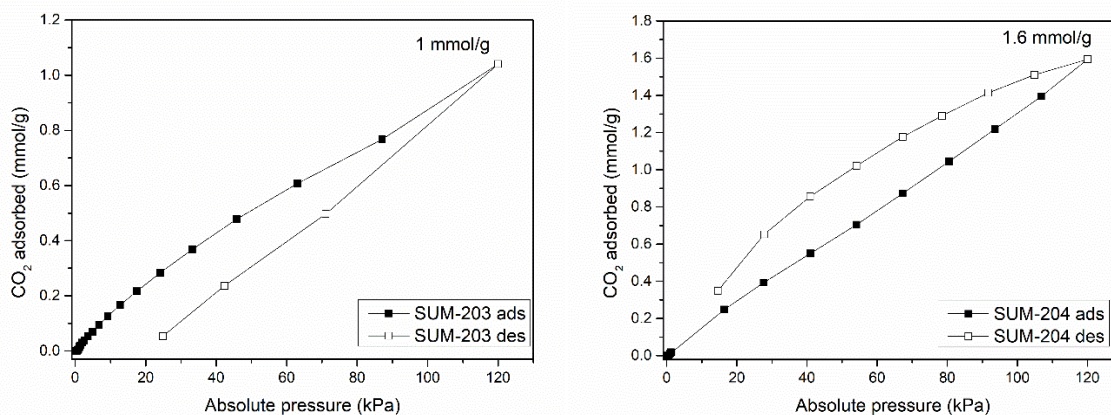 1.2
1.0
0.8
0.6
0.4
0.2
0.0
CO₂ adsorbed (mmol/g)
1 mmol/g
SUM-203 ads
SUM-203 des
0 20 40 60 80 100 120
Absolute pressure (kPa)
1.8
1.6
1.4
1.2
1.0
0.8
0.6
0.4
0.2
0.0
CO₂ adsorbed (mmol/g)
1.6 mmol/g
SUM-204 ads
SUM-204 des
0 20 40 60 80 100 120
Absolute pressure (kPa)